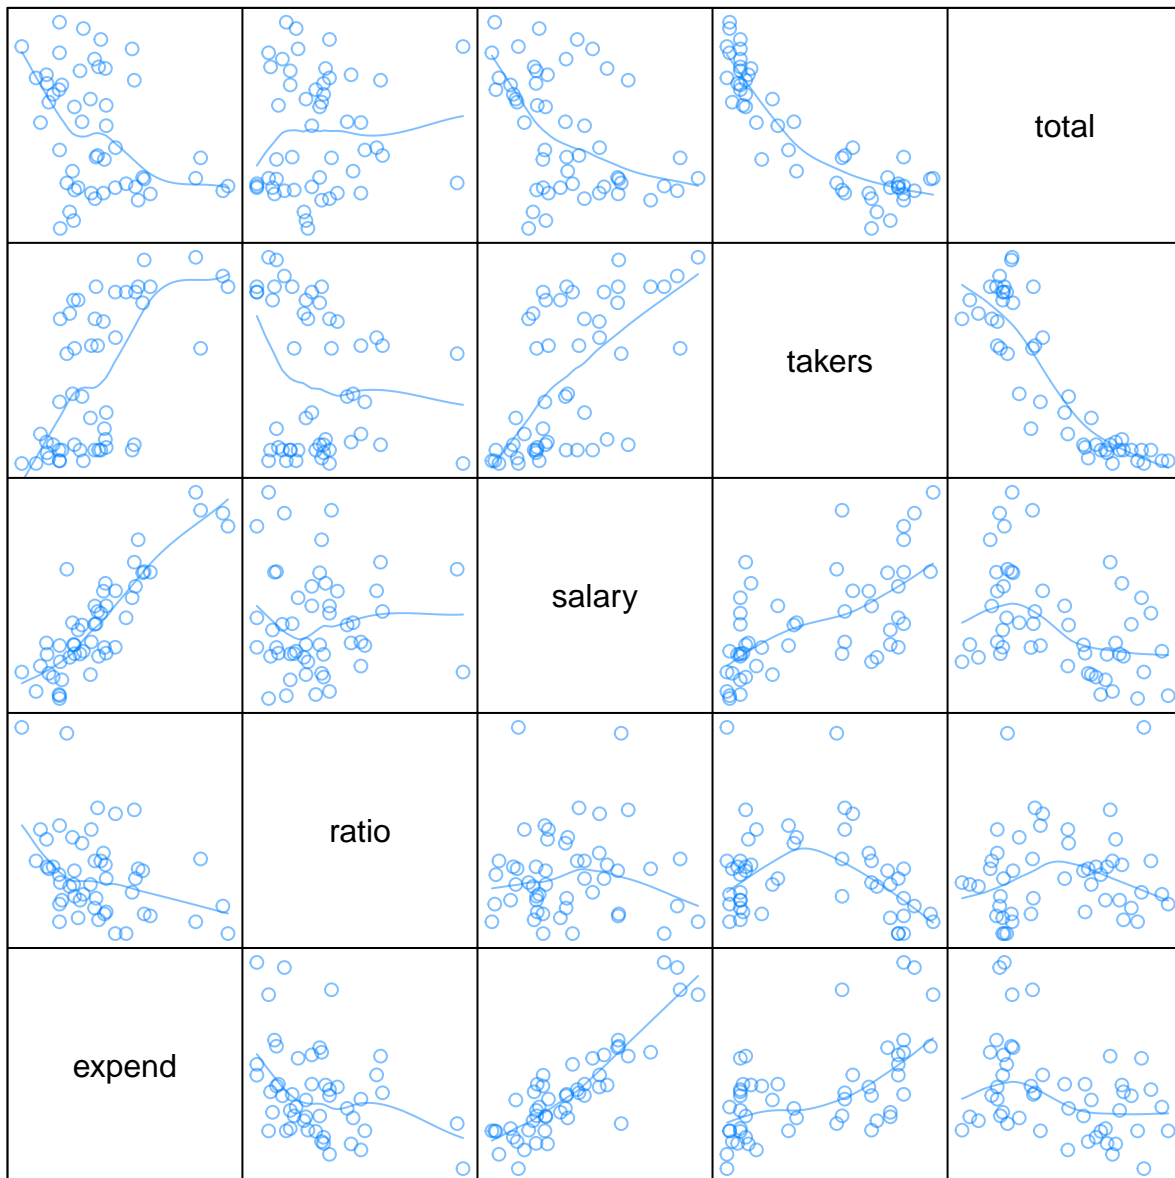 total
takers
salary
ratio
expend